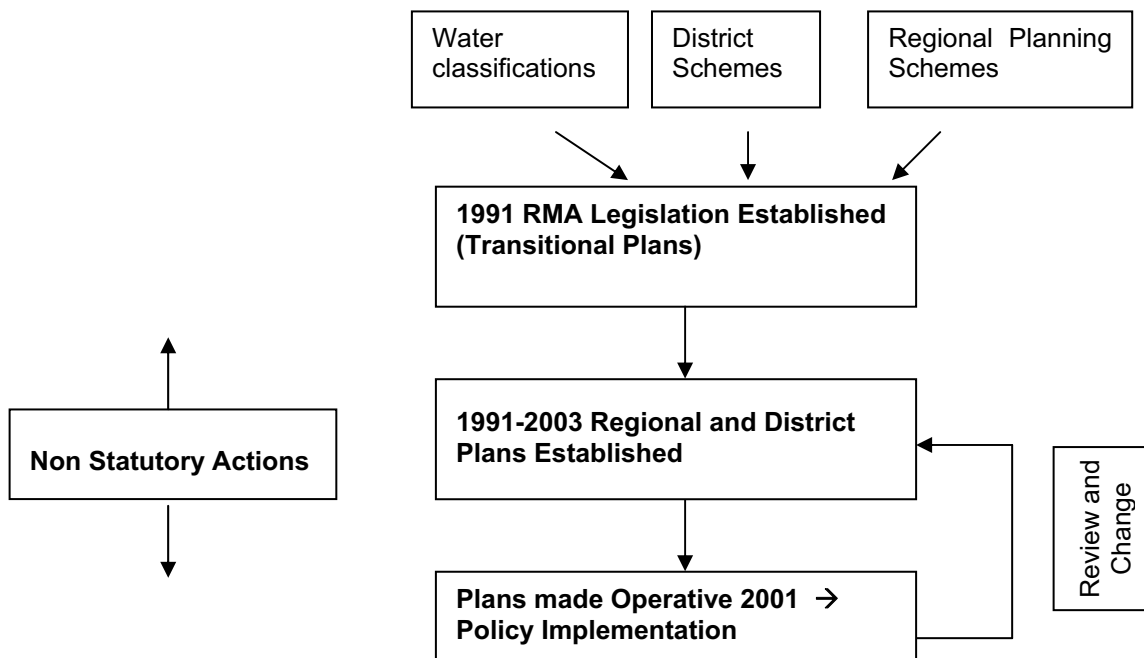 Water
classifications
District
Schemes
Regional Planning
Schemes
1991 RMA Legislation Established
(Transitional Plans)
1991-2003 Regional and District
Plans Established
Non Statutory Actions
Review and
Change
Plans made Operative 2001 →
Policy Implementation